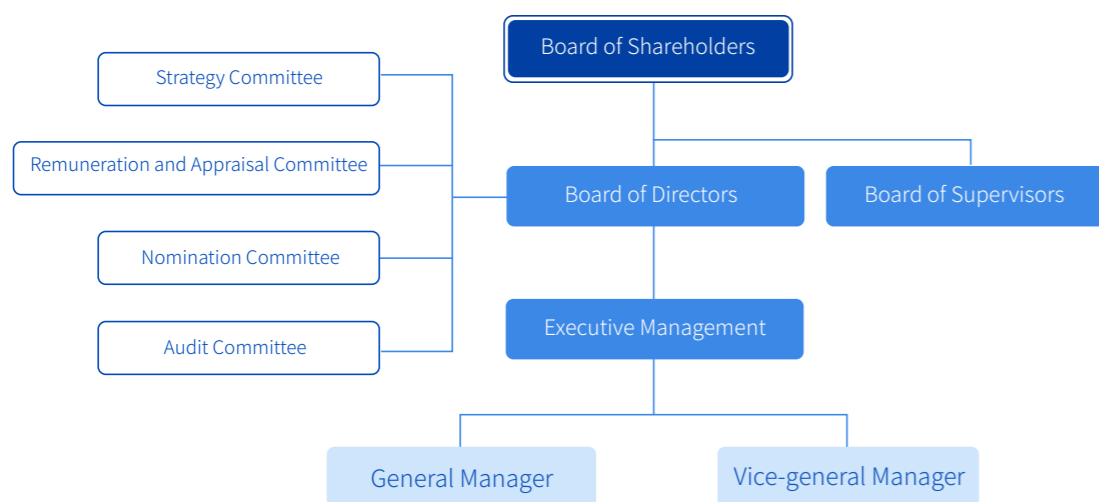 Board of Shareholders
Strategy Committee
Remuneration and Appraisal Committee
Board of Directors
Board of Supervisors
Nomination Committee
Executive Management
Audit Committee
General Manager
Vice-general Manager